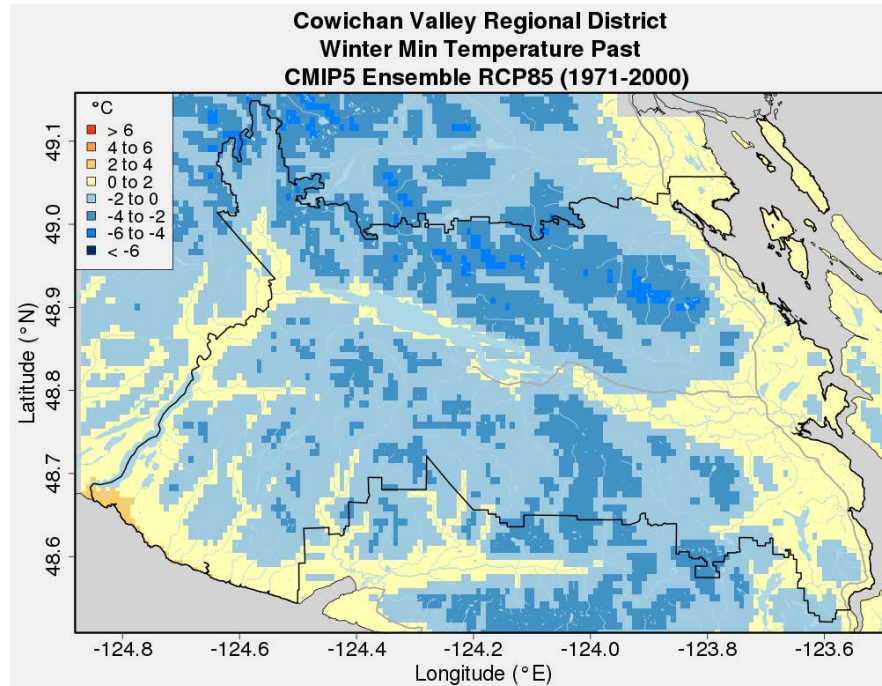 Cowichan Valley Regional District
Winter Min Temperature Past
CMIP5 Ensemble RCP85 (1971-2000)
°C
> 6
4 to 6
2 to 4
0 to 2
-2 to 0
-4 to -2
-6 to -4
< -6
49.1
49.0
48.9
48.8
48.7
48.6
Latitude (°N)
-124.8
-124.6
-124.4
-124.2
-124.0
-123.8
-123.6
Longitude (°E)